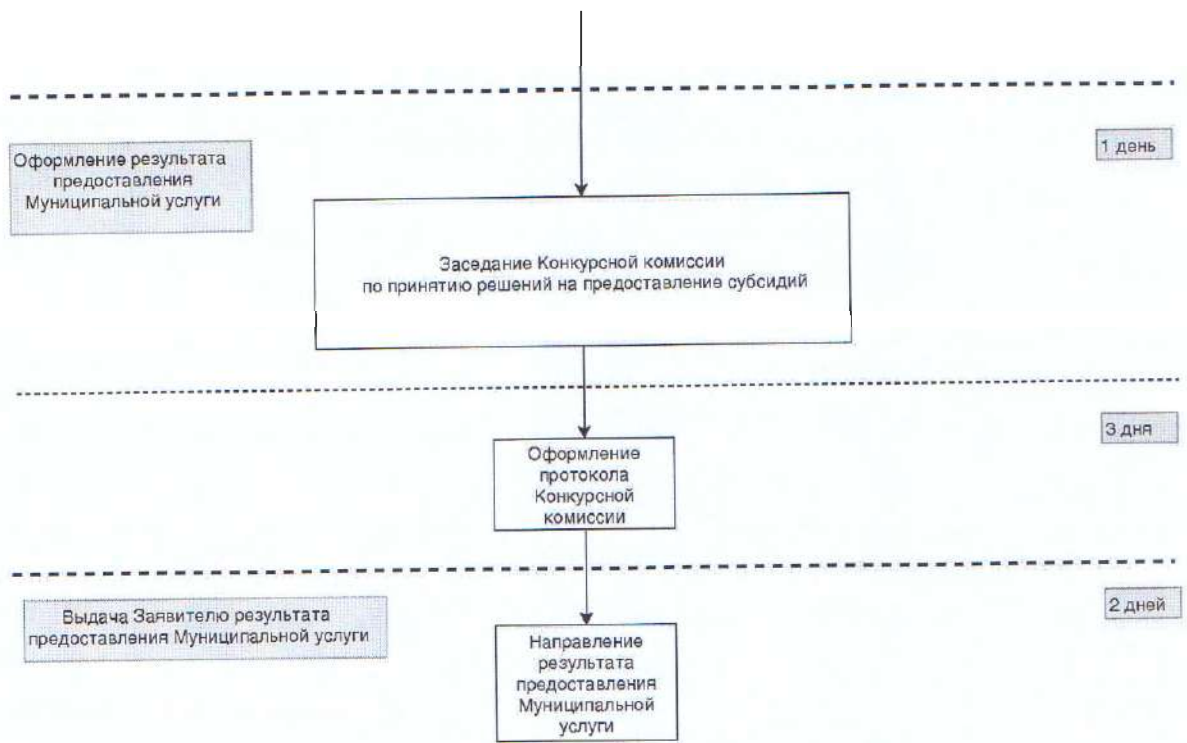 Оформление результата
предоставления
Муниципальной услуги
1 день
Заседание Конкурсной комиссии
по принятию решений на предоставление субсидий
3 дня
Оформление
протокола
Конкурсной
комиссии
Выдача Заявителю результата
предоставления Муниципальной услуги
2 дней
Направление
результата
предоставления
Муниципальной
услуги